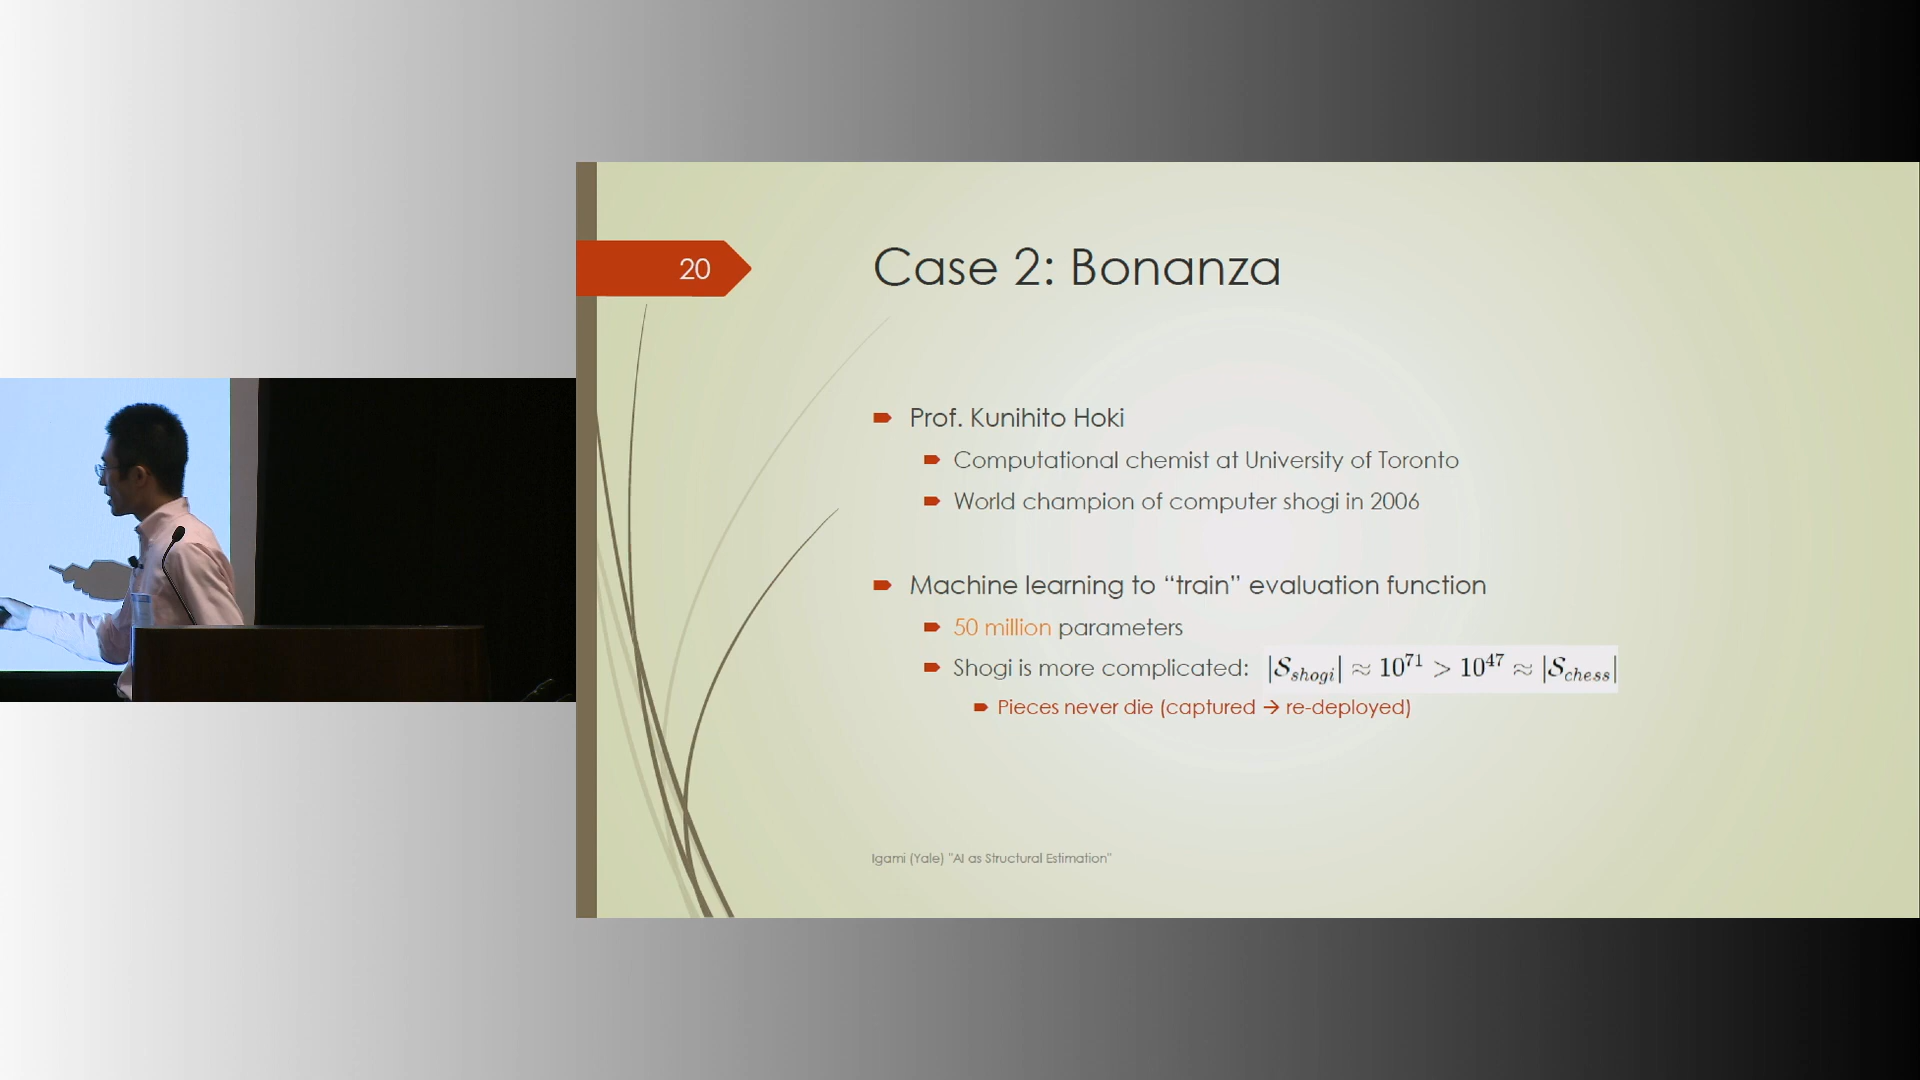 20
Case 2: Bonanza
Prof. Kunihito Hoki
Computational chemist at University of Toronto
World champion of computer shogi in 2006
Machine learning to “train” evaluation function
50 million parameters
Shogi is more complicated: |𝒮_shogi| ≈ 10^71 > 10^47 ≈ |𝒮_chess|
Pieces never die (captured → re-deployed)
Igami (Yale) "AI as Structural Estimation"